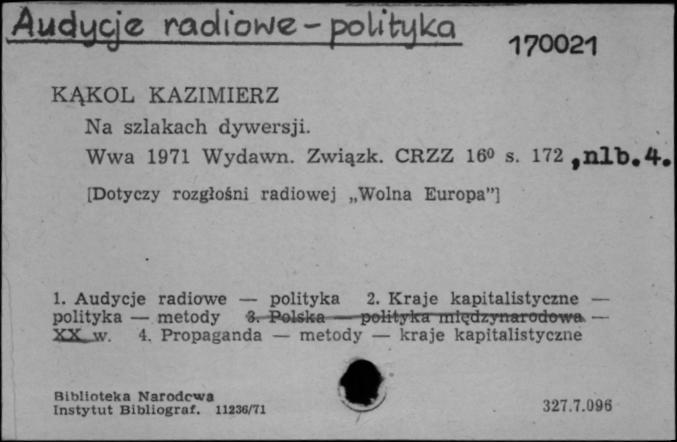 Audycje radiowe - polityka
170021
KĄKOL KAZIMIERZ
Na szlakach dywersji.
Wwa 1971 Wydawn. Związk. CRZZ 16⁰ s. 172 , nlb. 4.
[Dotyczy rozgłośni radiowej „Wolna Europa”]
1. Audycje radiowe — polityka 2. Kraje kapitalistyczne —
polityka — metody 3. Polska — polityka międzynarodowa —
XX w. 4. Propaganda — metody — kraje kapitalistyczne
Biblioteka Narodowa
Instytut Bibliograf. 11236/71
327.7.096